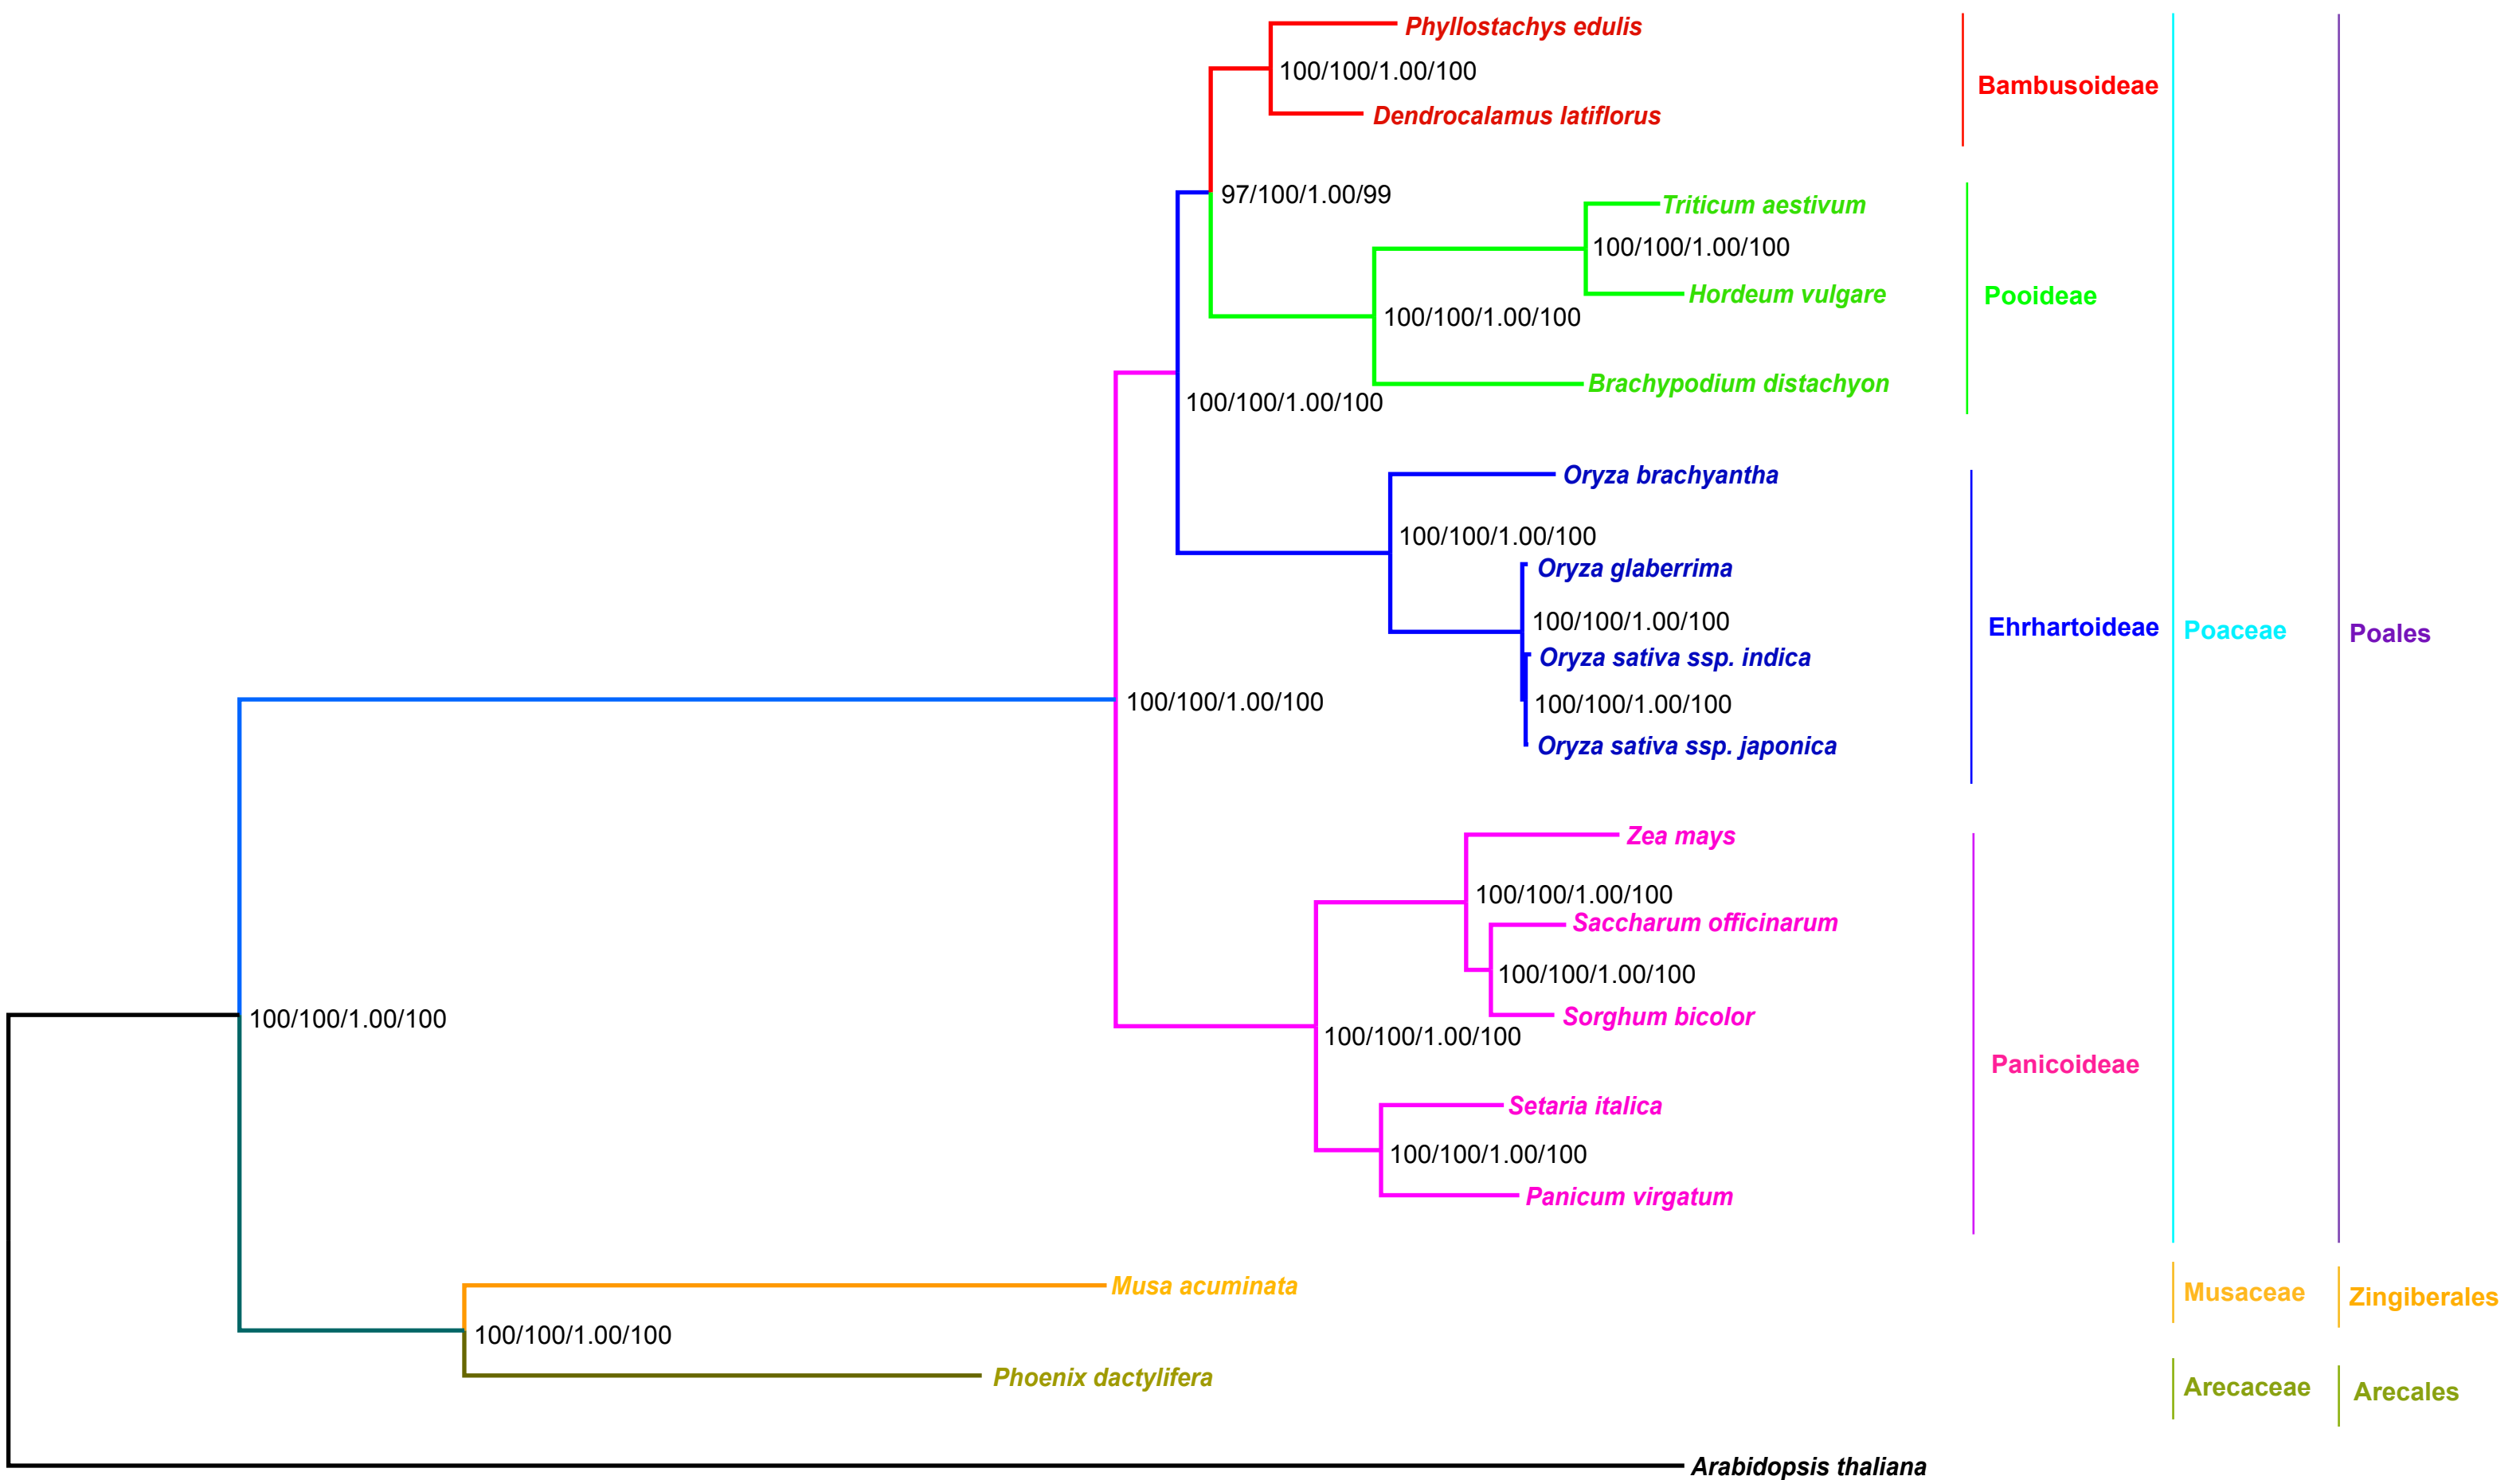 Phyllostachys edulis
100/100/1.00/100
Bambusoideae
Dendrocalamus latiflorus
97/100/1.00/99
Triticum aestivum
100/100/1.00/100
Hordeum vulgare
Pooideae
100/100/1.00/100
Brachypodium distachyon
100/100/1.00/100
Oryza brachyantha
100/100/1.00/100
Oryza glaberrima
100/100/1.00/100
Ehrhartoideae
Poaceae
Poales
Oryza sativa ssp. indica
100/100/1.00/100
100/100/1.00/100
Oryza sativa ssp. japonica
Zea mays
100/100/1.00/100
Saccharum officinarum
100/100/1.00/100
Sorghum bicolor
100/100/1.00/100
100/100/1.00/100
Panicoideae
Setaria italica
100/100/1.00/100
Panicum virgatum
Musa acuminata
Musaceae
Zingiberales
100/100/1.00/100
Phoenix dactylifera
Arecaceae
Arecales
Arabidopsis thaliana